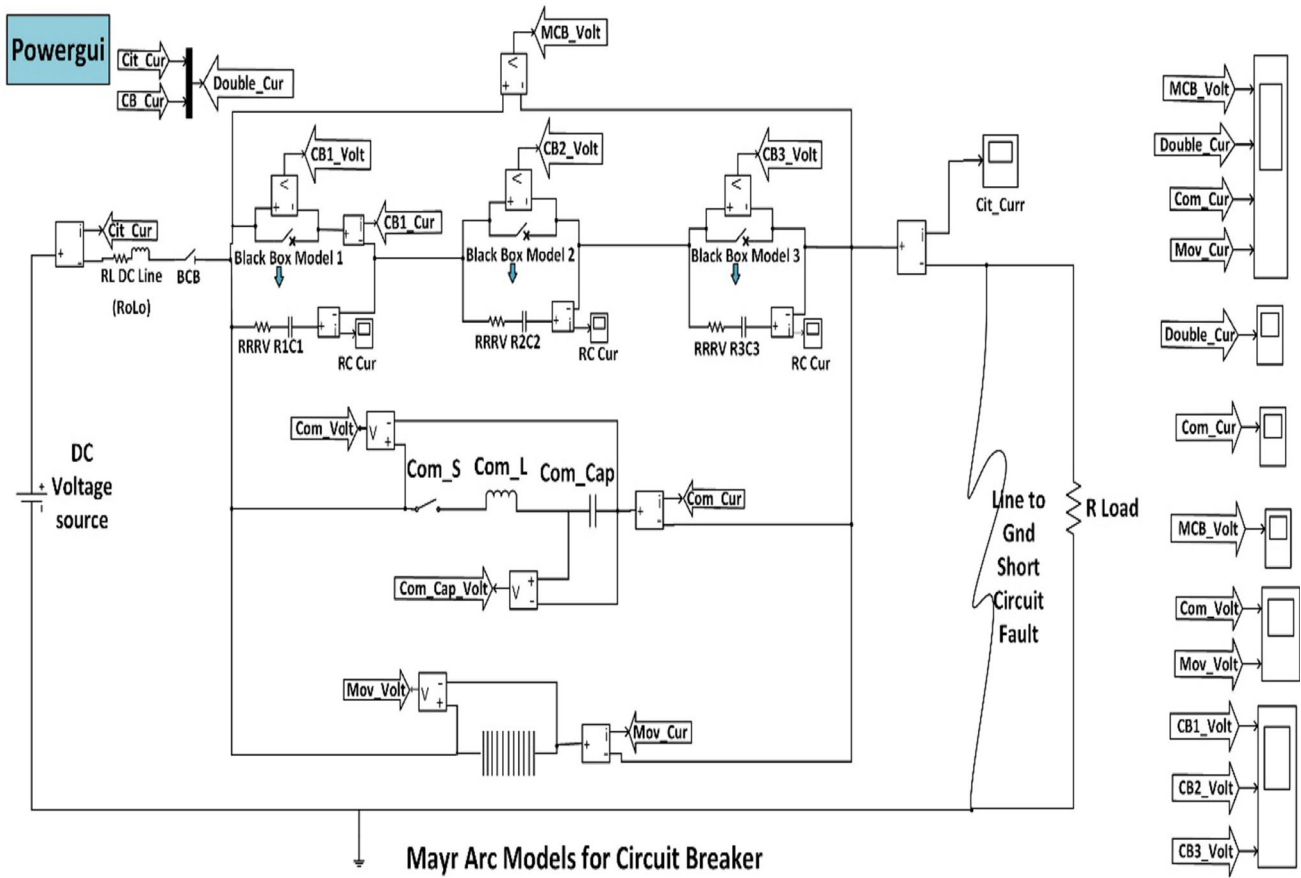 Powergui
Cit_Cur
CB_Cur
Double_Cur
MCB_Volt
CB1_Volt
CB2_Volt
CB3_Volt
Cit_Cur
CB1_Cur
Cit_Curr
RL DC Line
(RoLo)
BCB
Black Box Model 1
Black Box Model 2
Black Box Model 3
RRRV R1C1
RC Cur
RRRV R2C2
RC Cur
RRRV R3C3
RC Cur
Com_Volt
Com_S
Com_L
Com_Cap
Com_Cur
Com_Cap_Volt
DC
Voltage
source
Line to
Gnd
Short
Circuit
Fault
R Load
Mov_Volt
Mov_Cur
Mayr Arc Models for Circuit Breaker
MCB_Volt
Double_Cur
Com_Cur
Mov_Cur
Double_Cur
Com_Cur
MCB_Volt
Com_Volt
Mov_Volt
CB1_Volt
CB2_Volt
CB3_Volt